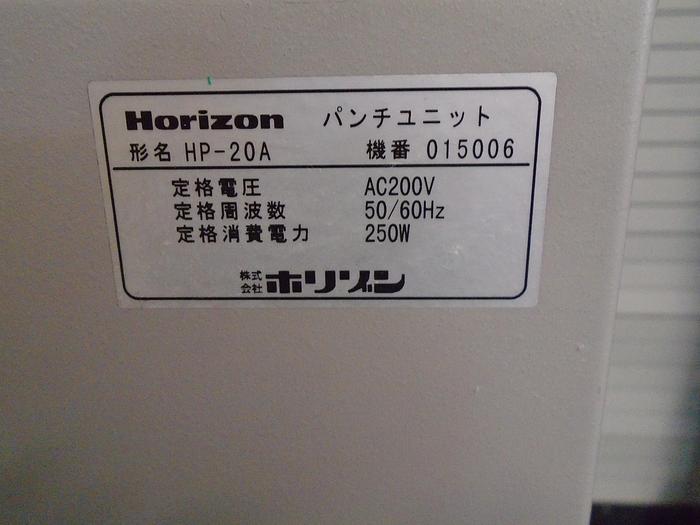 Horizon パンチユニット
形名 HP-20A 機番 015006
定格電圧 AC200V
定格周波数 50/60Hz
定格消費電力 250W
株式会社 ホリゾン